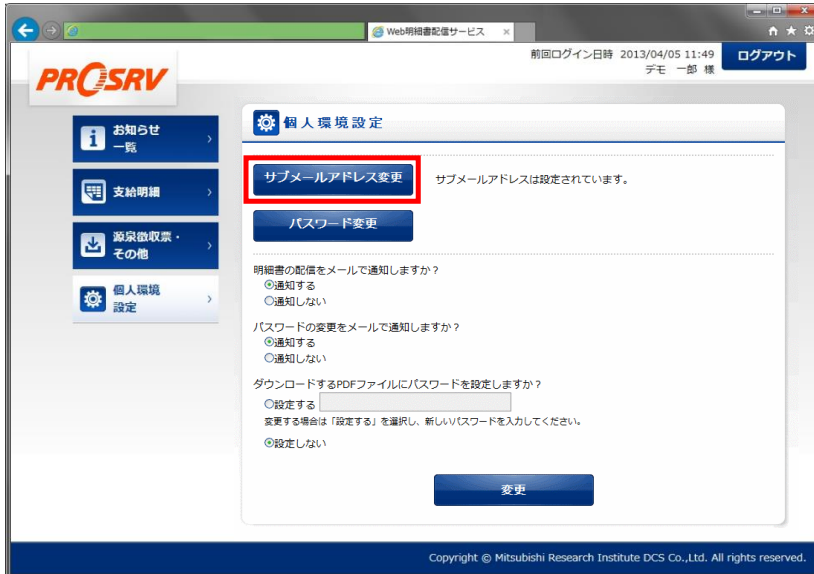 Web明細書配信サービス
前回ログイン日時 2013/04/05 11:49
デモ 一郎 様
ログアウト
PROSRV
お知らせ
一覧
支給明細
源泉徴収票・
その他
個人環境
設定
個人環境設定
サブメールアドレス変更
サブメールアドレスは設定されています。
パスワード変更
明細書の配信をメールで通知しますか?
通知する
通知しない
パスワードの変更をメールで通知しますか?
通知する
通知しない
ダウンロードするPDFファイルにパスワードを設定しますか?
設定する
変更する場合は「設定する」を選択し、新しいパスワードを入力してください。
設定しない
変更
Copyright © Mitsubishi Research Institute DCS Co.,Ltd. All rights reserved.